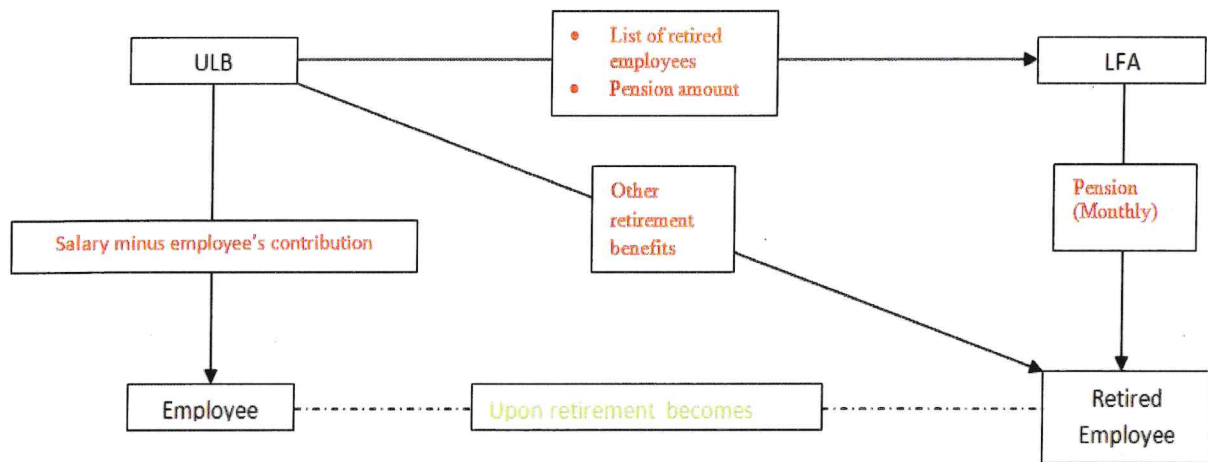 ULB
• List of retired
employees
• Pension amount
LFA
Other
retirement
benefits
Pension
(Monthly)
Salary minus employee's contribution
Employee
Upon retirement becomes
Retired
Employee